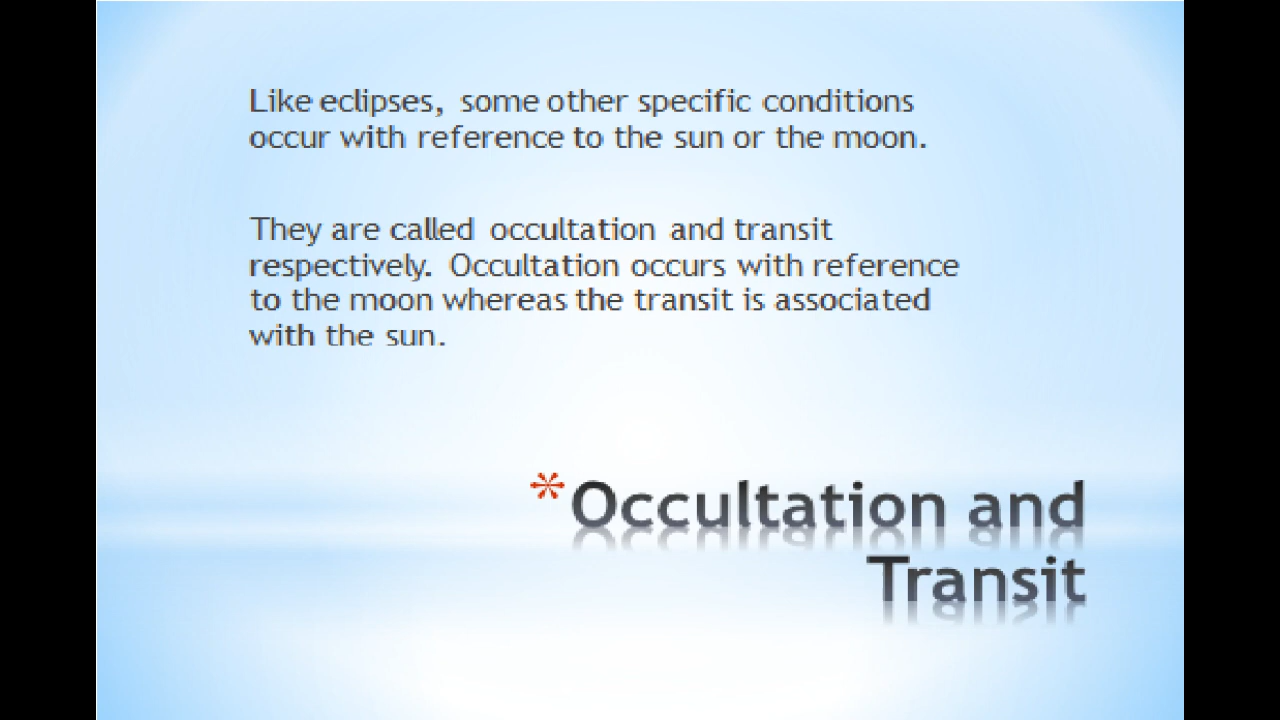 Like eclipses, some other specific conditions
occur with reference to the sun or the moon.
They are called occultation and transit
respectively. Occultation occurs with reference
to the moon whereas the transit is associated
with the sun.
*Occultation and
Transit